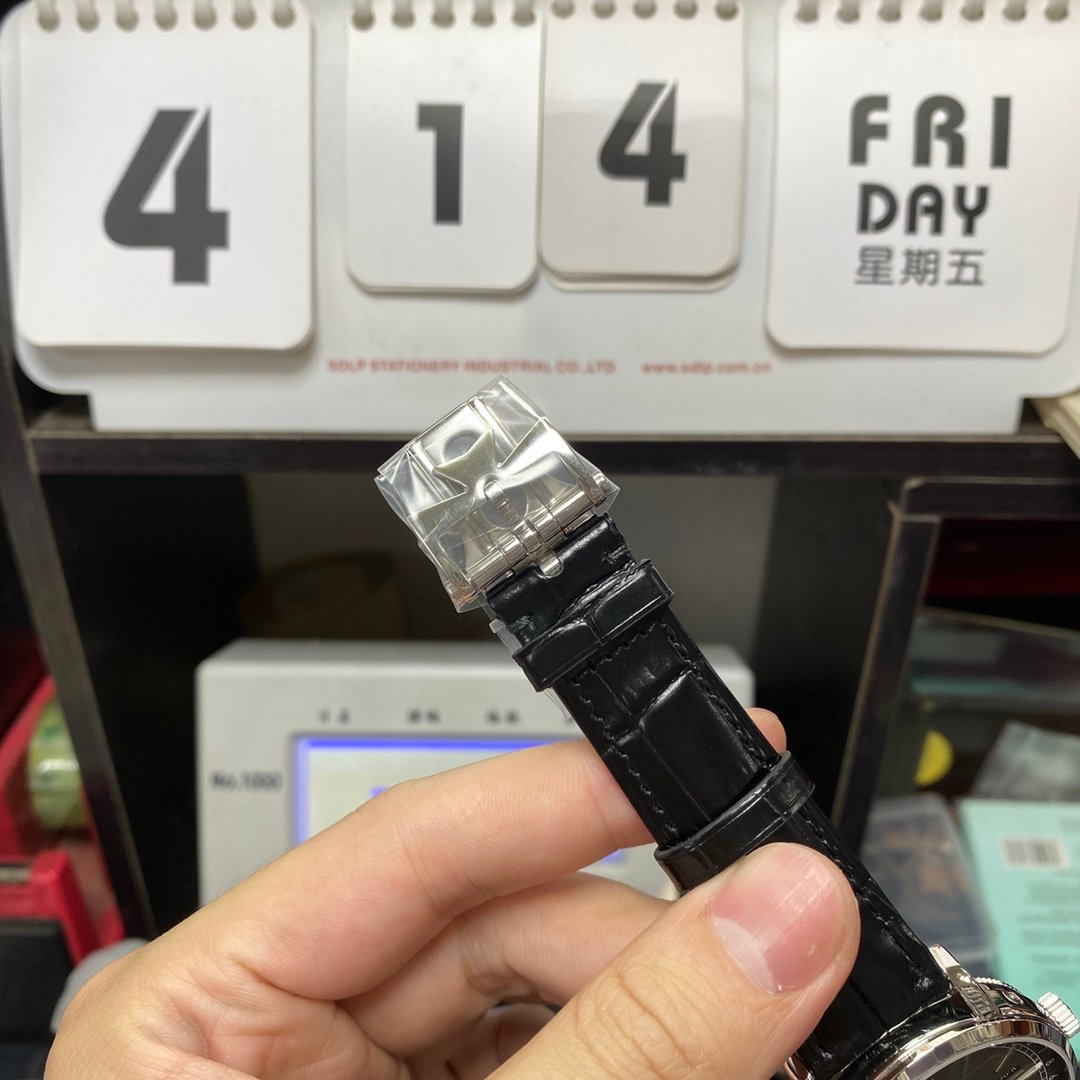 4
1
4
FRI
DAY
星期五
SDLP STATIONERY INDUSTRIAL CO.,LTD www.sdlp.com.cn
No.1000